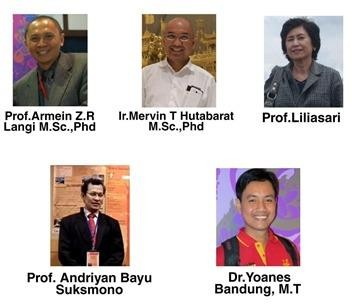 Prof.Armein Z.R
Langi M.Sc.,Phd
Ir.Mervin T Hutabarat
M.Sc.,Phd
Prof.Liliasari
Prof. Andriyan Bayu
Suksmono
Dr.Yoanes
Bandung, M.T